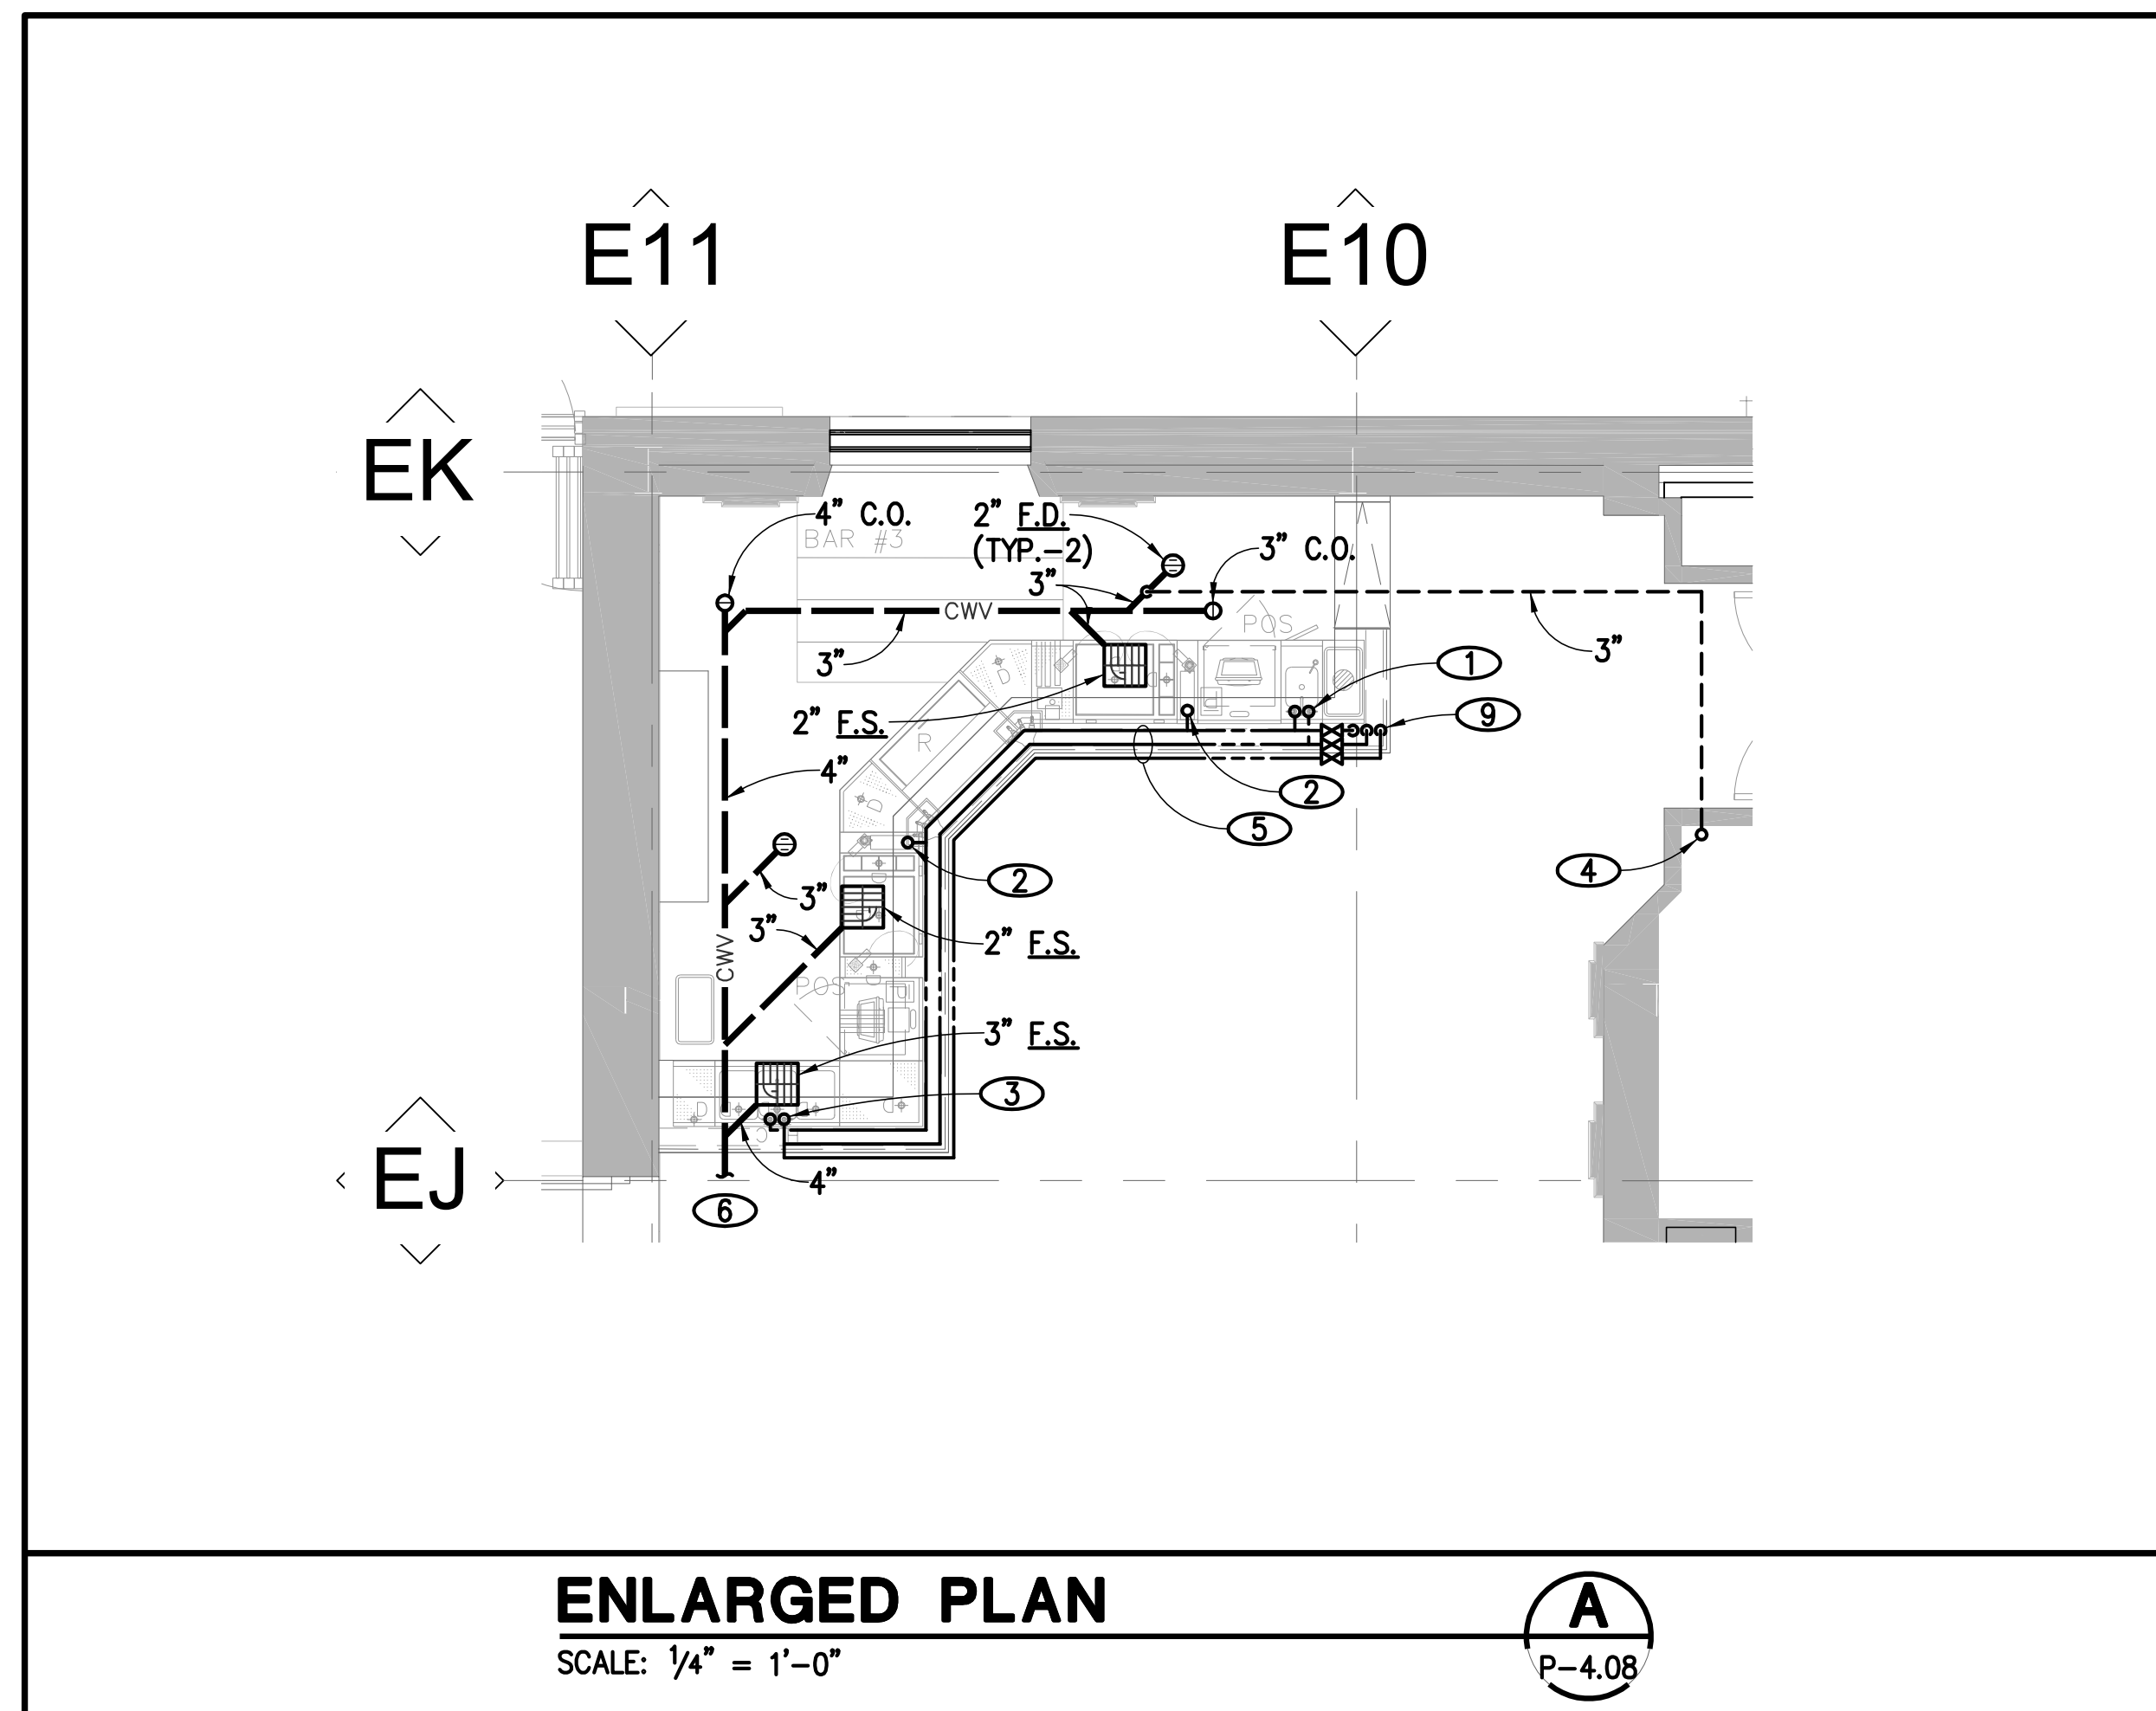 E11
E10
EK
4" C.O.
2" F.D.
(TYP.-2)
3"
3" C.O.
BAR #3
CWV
POS
3"
3"
1
D
2" F.S.
9
R
4"
2
5
D
4
2
3"
3"
2" F.S.
CWV
POS
3" F.S.
3
D
4"
EJ
6
ENLARGED PLAN
SCALE: 1/4" = 1'-0"
A
P-4.08